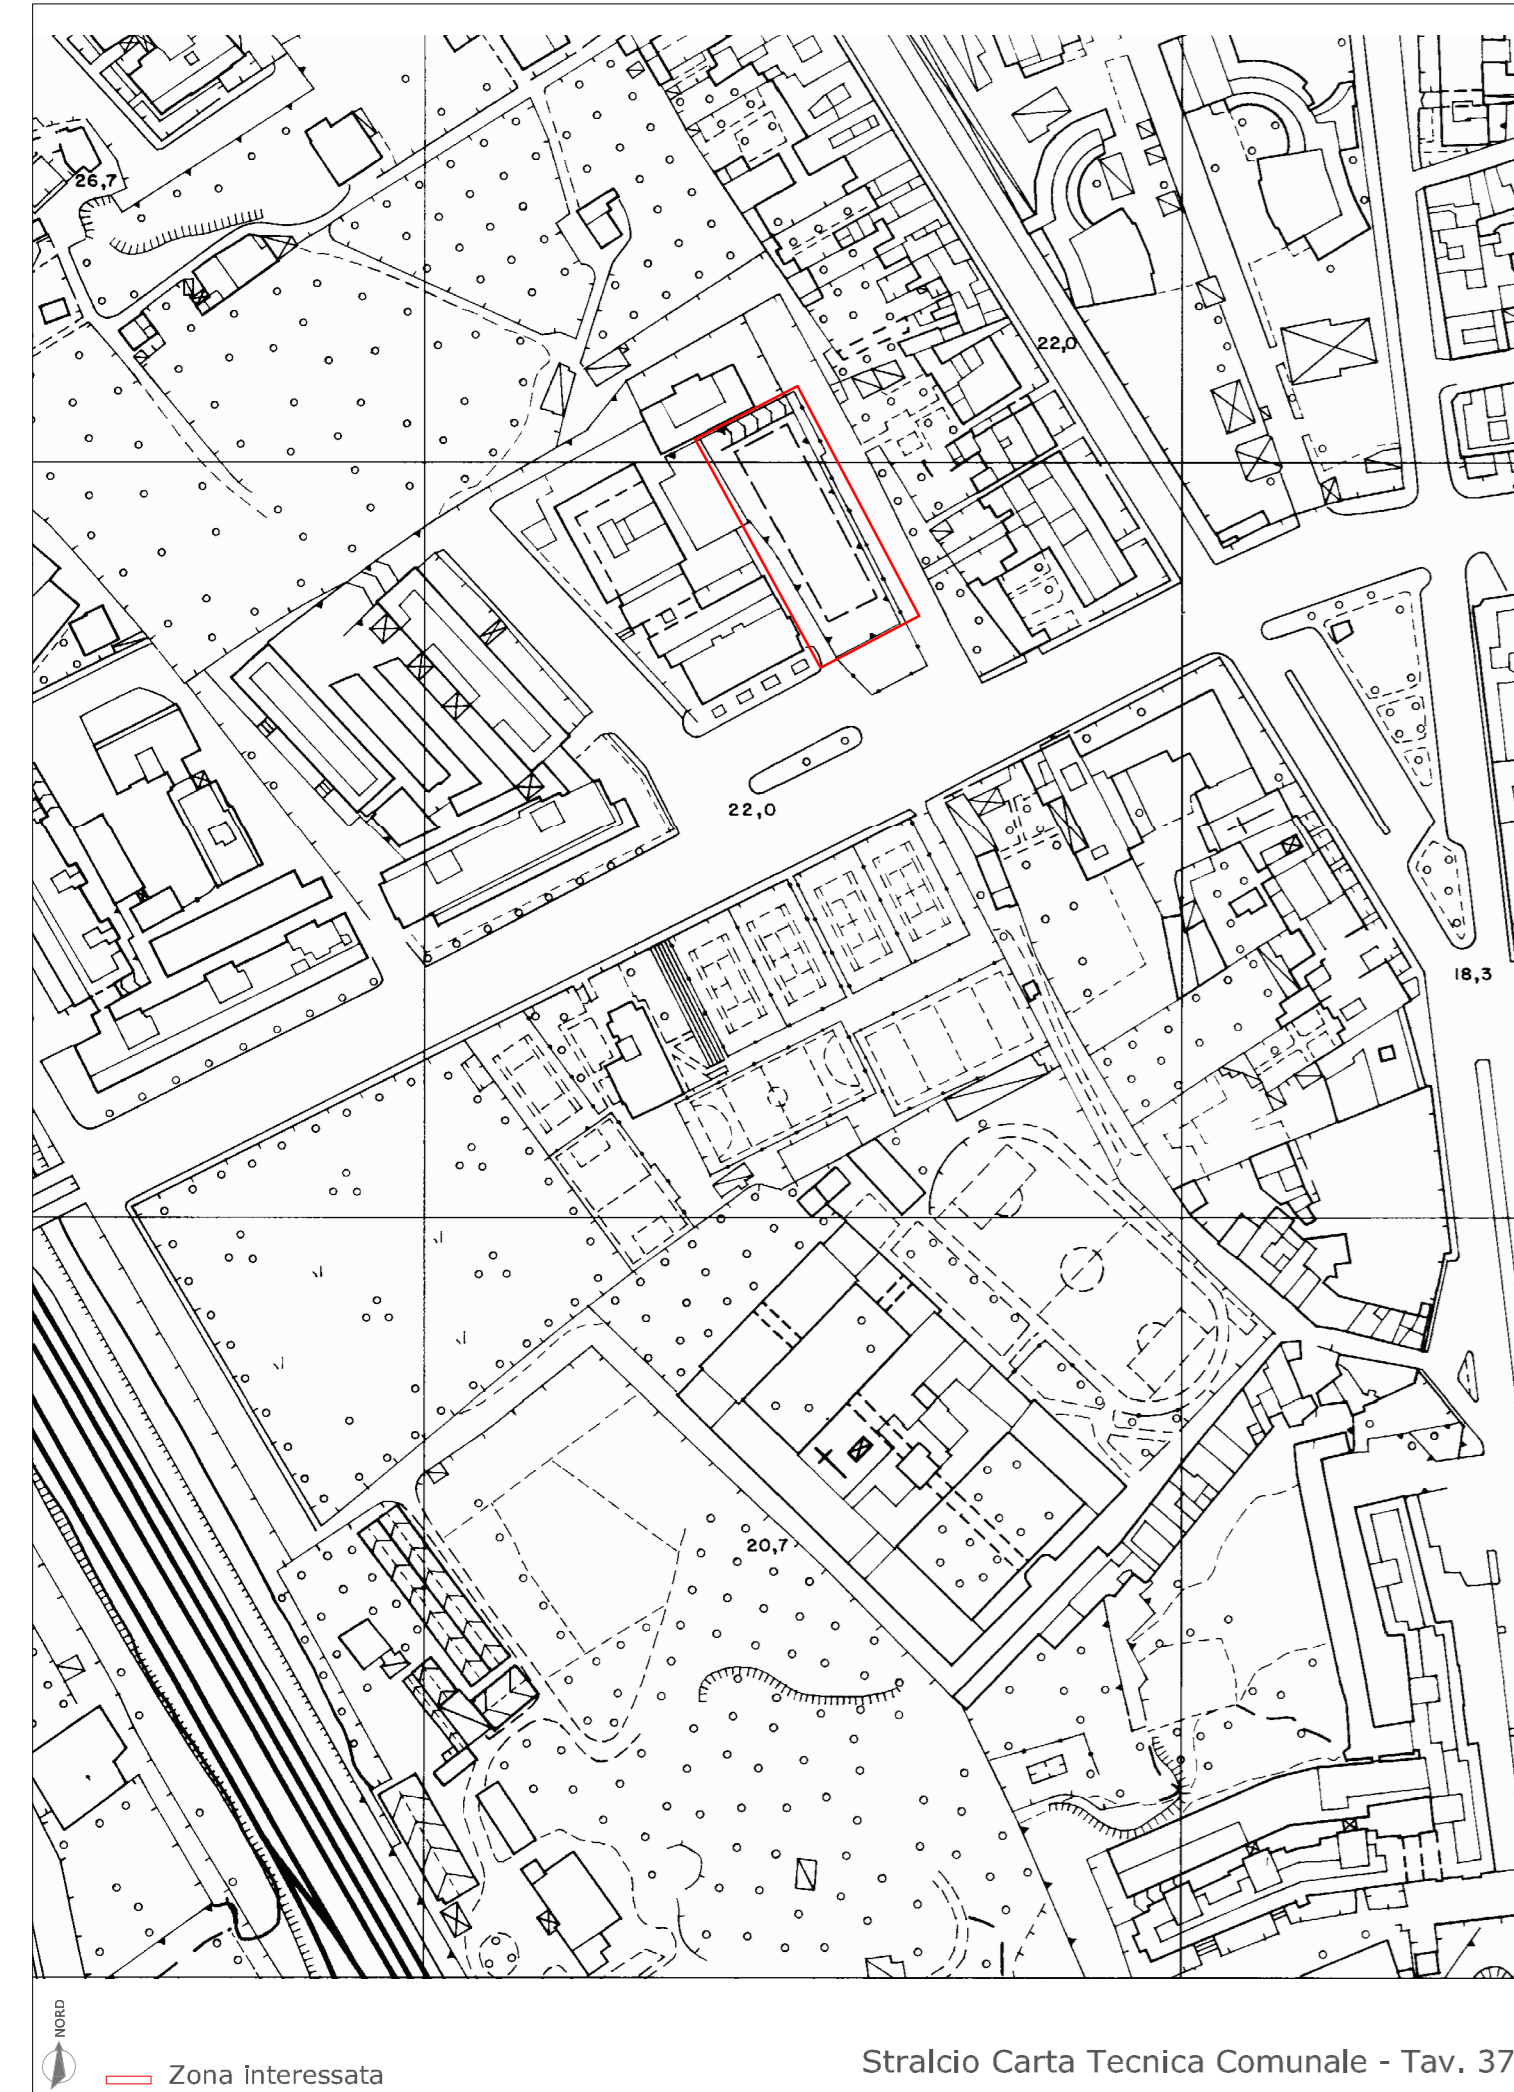 26,7
22,0
22,0
18,3
20,7
NORD
Zona interessata
Stralcio Carta Tecnica Comunale - Tav. 37